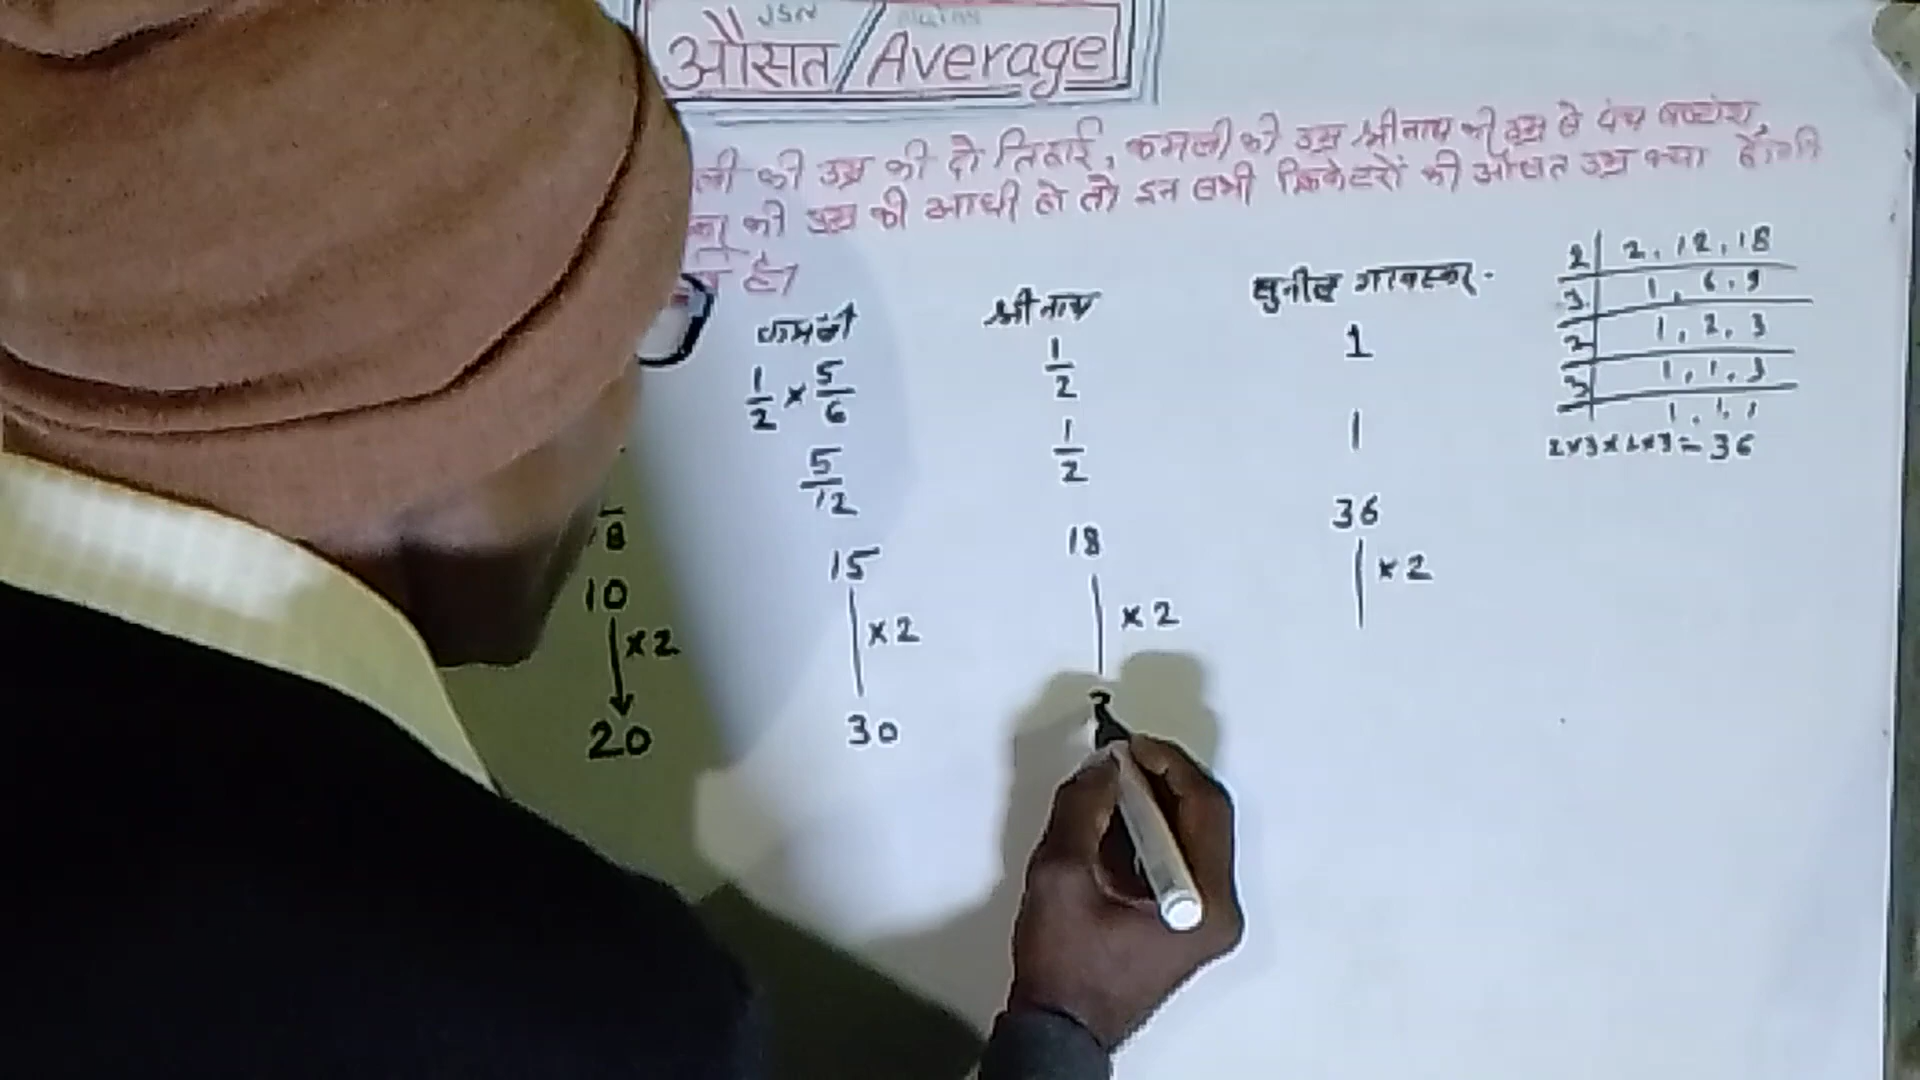 औसत/Average
ली की उम्र की दो तिहाई, कमली की उम्र श्रीनाथ की उम्र के पंच
की उम्र की आधी हो तो इन सभी क्रिकेटरों की औसत उम्र क्या होगी
है।
कमली श्रीनाथ सुनील गावस्कर.
1/2 × 5/6 1/2 1
5/12 1/2 1
18
10 15 18 36
×2 ×2 ×2 ×2
20 30
2 | 2, 12, 18
3 | 1, 6, 9
2 | 1, 2, 3
3 | 1, 1, 3
1, 1, 1
2×3×2×3=36